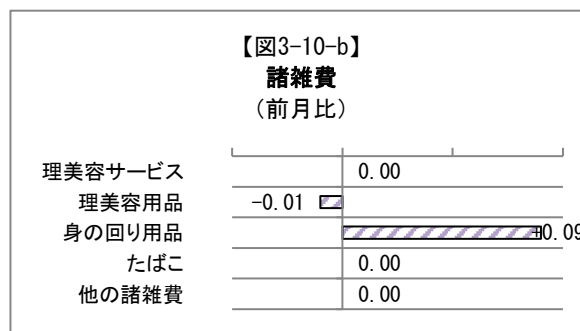 【図3-10-b】
諸雑費
（前月比）
理美容サービス 0.00
理美容用品 -0.01
身の回り用品 +0.09
たばこ 0.00
他の諸雑費 0.00